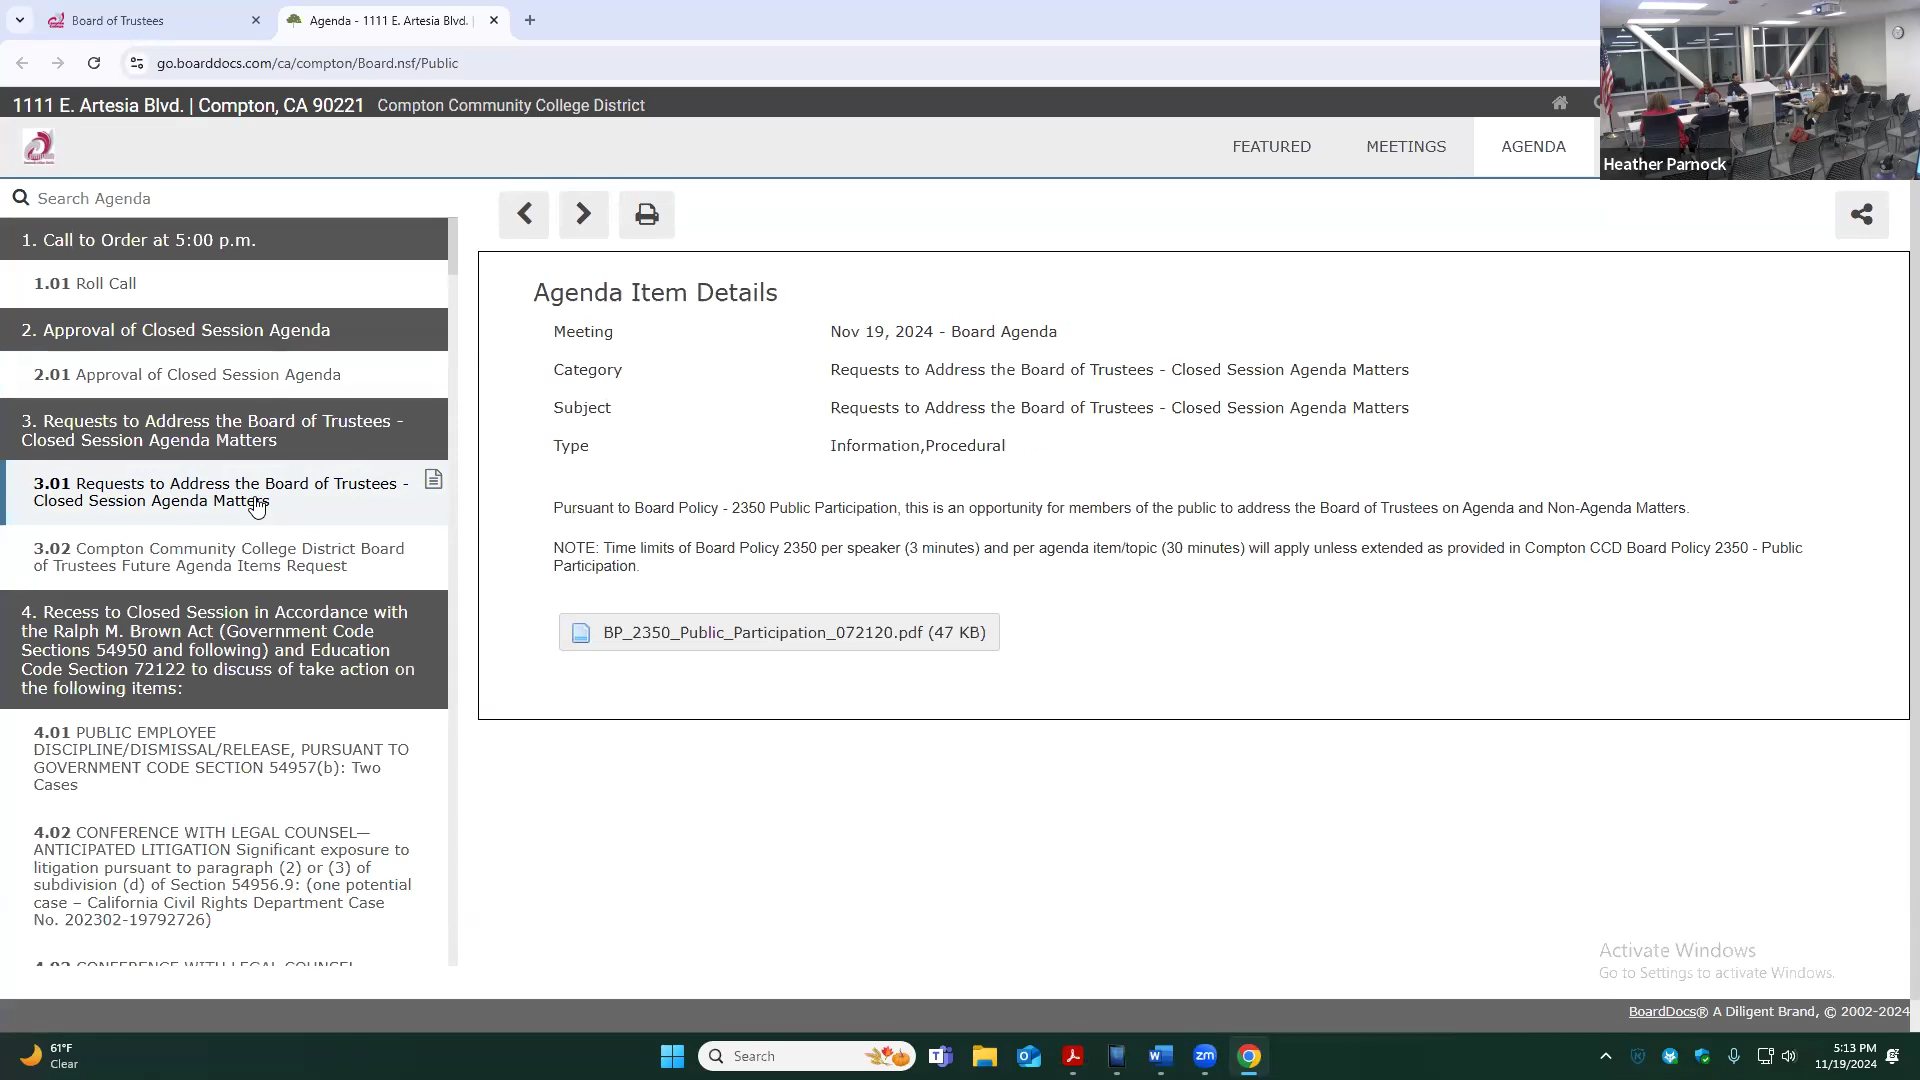 Board of Trustees
Agenda - 1111 E. Artesia Blvd. |
go.boarddocs.com/ca/compton/Board.nsf/Public
1111 E. Artesia Blvd. | Compton, CA 90221 Compton Community College District
FEATURED MEETINGS AGENDA
Heather Parnock
Search Agenda
1. Call to Order at 5:00 p.m.
1.01 Roll Call
2. Approval of Closed Session Agenda
2.01 Approval of Closed Session Agenda
3. Requests to Address the Board of Trustees -
Closed Session Agenda Matters
3.01 Requests to Address the Board of Trustees -
Closed Session Agenda Matters
3.02 Compton Community College District Board
of Trustees Future Agenda Items Request
4. Recess to Closed Session in Accordance with
the Ralph M. Brown Act (Government Code
Sections 54950 and following) and Education
Code Section 72122 to discuss of take action on
the following items:
4.01 PUBLIC EMPLOYEE
DISCIPLINE/DISMISSAL/RELEASE, PURSUANT TO
GOVERNMENT CODE SECTION 54957(b): Two
Cases
4.02 CONFERENCE WITH LEGAL COUNSEL—
ANTICIPATED LITIGATION Significant exposure to
litigation pursuant to paragraph (2) or (3) of
subdivision (d) of Section 54956.9: (one potential
case – California Civil Rights Department Case
No. 202302-19792726)
4.03 CONFERENCE WITH LEGAL COUNSEL
Agenda Item Details
Meeting Nov 19, 2024 - Board Agenda
Category Requests to Address the Board of Trustees - Closed Session Agenda Matters
Subject Requests to Address the Board of Trustees - Closed Session Agenda Matters
Type Information,Procedural
Pursuant to Board Policy - 2350 Public Participation, this is an opportunity for members of the public to address the Board of Trustees on Agenda and Non-Agenda Matters.
NOTE: Time limits of Board Policy 2350 per speaker (3 minutes) and per agenda item/topic (30 minutes) will apply unless extended as provided in Compton CCD Board Policy 2350 - Public
Participation.
BP_2350_Public_Participation_072120.pdf (47 KB)
Activate Windows
Go to Settings to activate Windows.
BoardDocs® A Diligent Brand, © 2002-2024
61°F
Clear
Search
zm
5:13 PM
11/19/2024